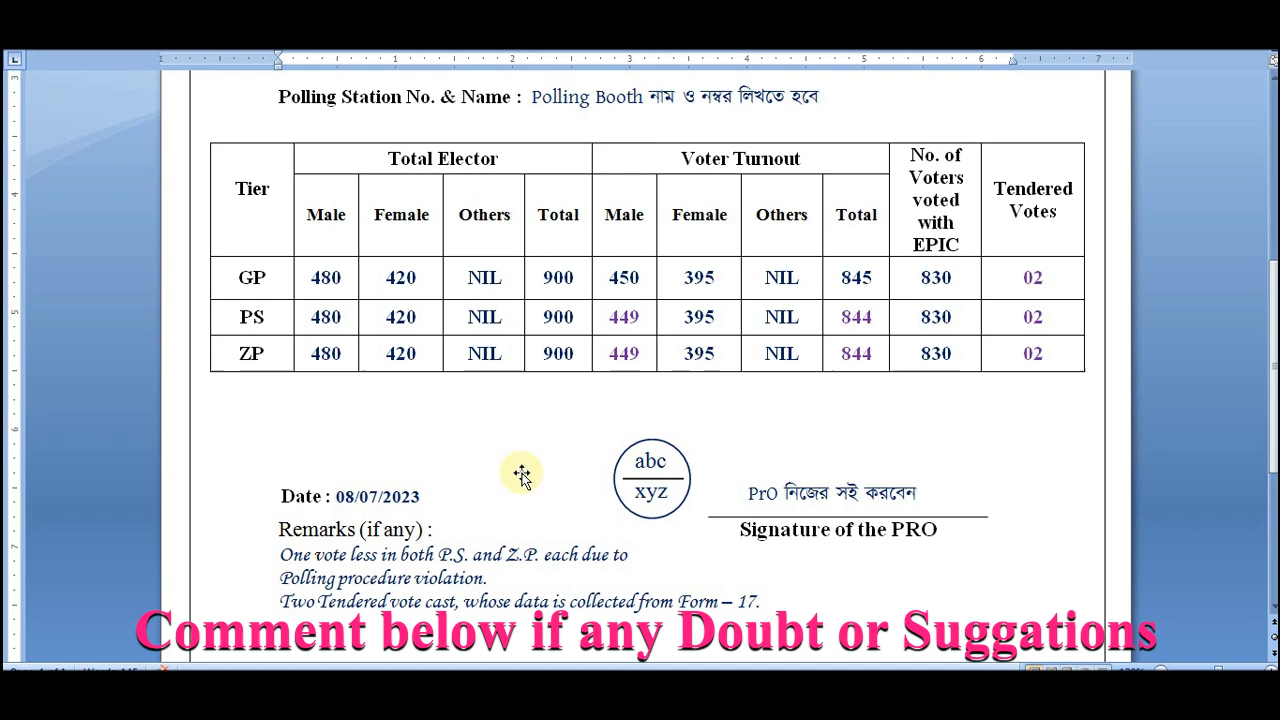 Polling Station No. & Name : Polling Booth নাম ও নম্বর লিখতে হবে
Tier Total Elector Voter Turnout No. of Voters voted with EPIC Tendered Votes
Male Female Others Total Male Female Others Total
GP 480 420 NIL 900 450 395 NIL 845 830 02
PS 480 420 NIL 900 449 395 NIL 844 830 02
ZP 480 420 NIL 900 449 395 NIL 844 830 02
abc
xyz
Date : 08/07/2023
PrO নিজের সই করবেন
Remarks (if any) :
Signature of the PRO
One vote less in both P.S. and Z.P. each due to
Polling procedure violation.
Two Tendered vote cast, whose data is collected from Form – 17.
Comment below if any Doubt or Suggations